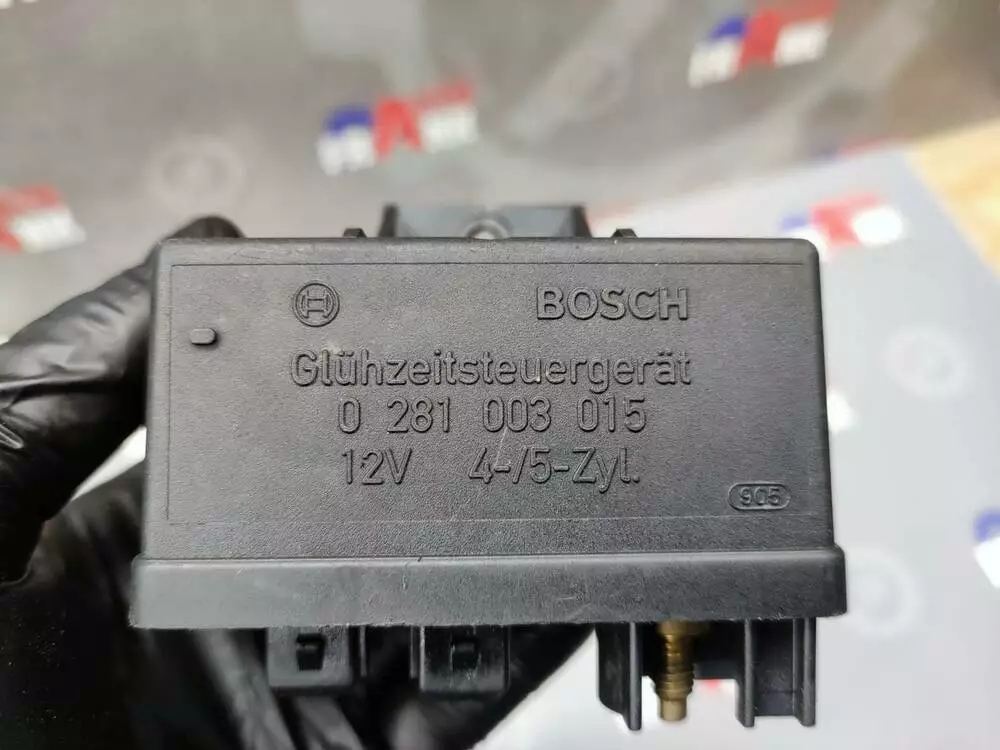 BOSCH
Glühzeitsteuergerät
0 281 003 015
12V 4-/5-Zyl.
905